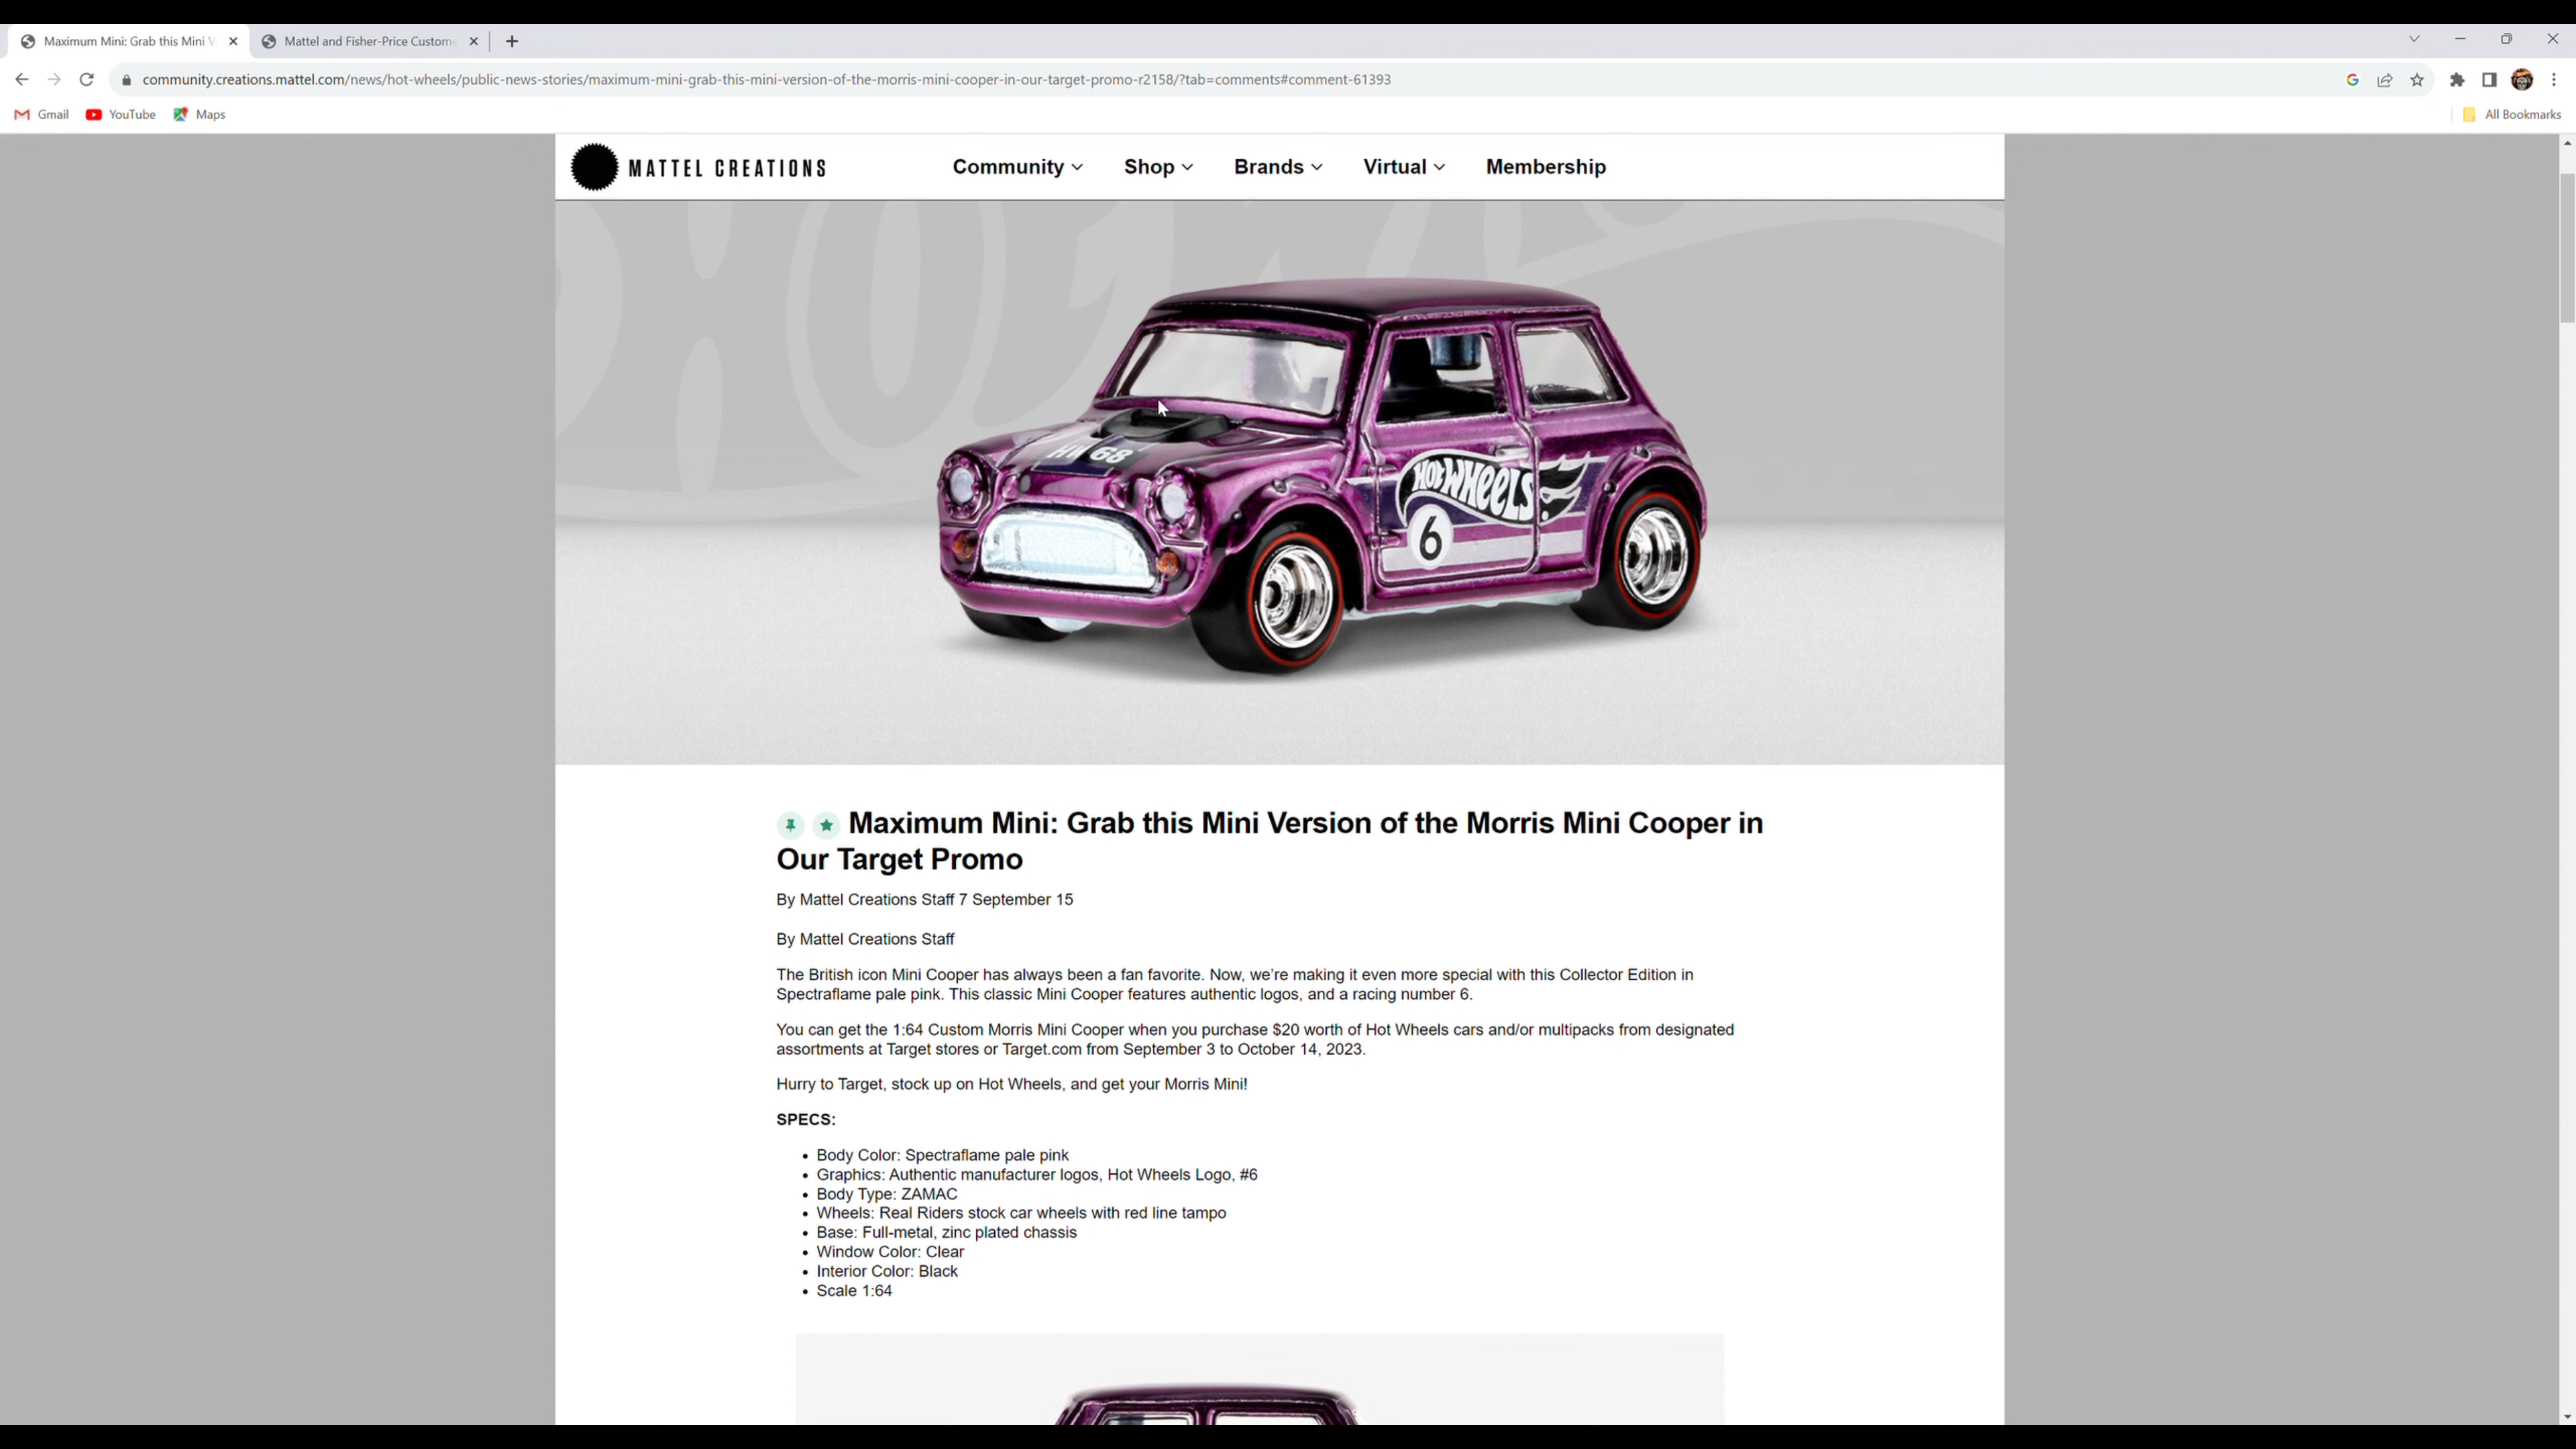 Maximum Mini: Grab this Mini V
Mattel and Fisher-Price Custome
community.creations.mattel.com/news/hot-wheels/public-news-stories/maximum-mini-grab-this-mini-version-of-the-morris-mini-cooper-in-our-target-promo-r2158/?tab=comments#comment-61393
Gmail YouTube Maps All Bookmarks
MATTEL CREATIONS Community Shop Brands Virtual Membership
HW 68
HOT WHEELS
6
Maximum Mini: Grab this Mini Version of the Morris Mini Cooper in
Our Target Promo
By Mattel Creations Staff 7 September 15
By Mattel Creations Staff
The British icon Mini Cooper has always been a fan favorite. Now, we're making it even more special with this Collector Edition in
Spectraflame pale pink. This classic Mini Cooper features authentic logos, and a racing number 6.
You can get the 1:64 Custom Morris Mini Cooper when you purchase $20 worth of Hot Wheels cars and/or multipacks from designated
assortments at Target stores or Target.com from September 3 to October 14, 2023.
Hurry to Target, stock up on Hot Wheels, and get your Morris Mini!
SPECS:
• Body Color: Spectraflame pale pink
• Graphics: Authentic manufacturer logos, Hot Wheels Logo, #6
• Body Type: ZAMAC
• Wheels: Real Riders stock car wheels with red line tampo
• Base: Full-metal, zinc plated chassis
• Window Color: Clear
• Interior Color: Black
• Scale 1:64